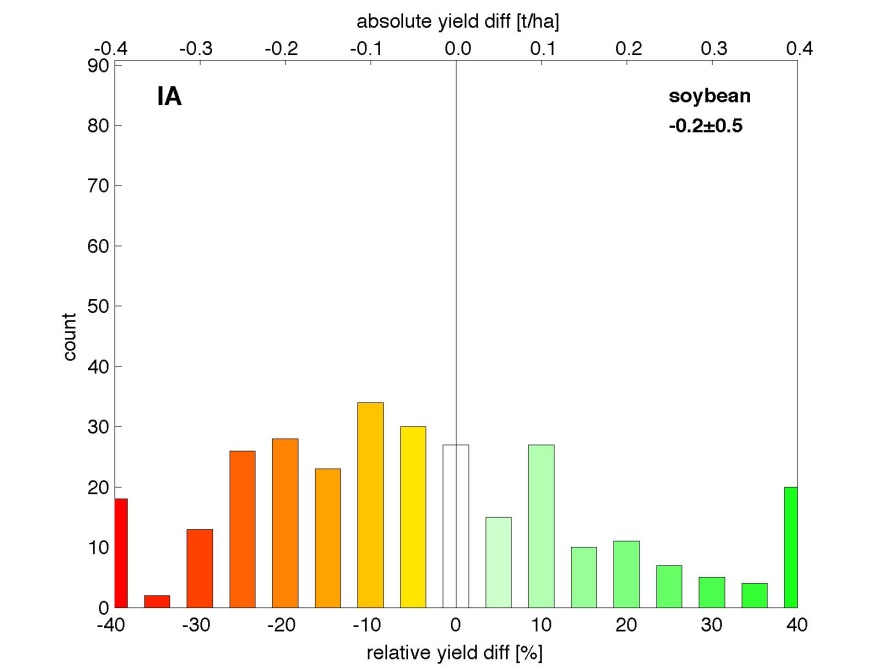 absolute yield diff [t/ha]
-0.4 -0.3 -0.2 -0.1 0.0 0.1 0.2 0.3 0.4
90
IA
soybean
-0.2±0.5
80
70
60
50
40
30
20
10
0
count
-40 -30 -20 -10 0 10 20 30 40
relative yield diff [%]